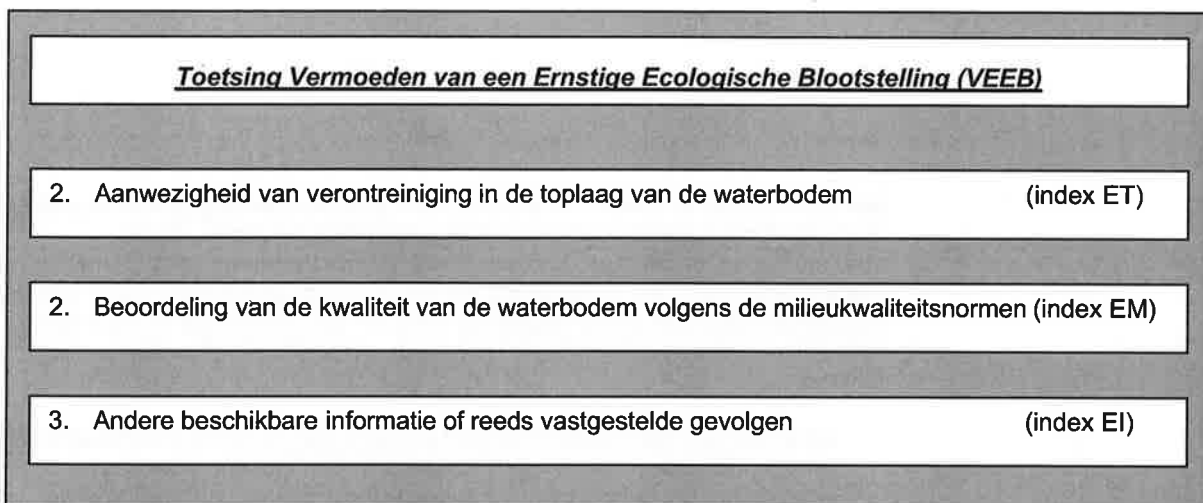 Toetsing Vermoeden van een Ernstige Ecologische Blootstelling (VEEB)
2. Aanwezigheid van verontreiniging in de toplaag van de waterbodem (index ET)
2. Beoordeling van de kwaliteit van de waterbodem volgens de milieukwaliteitsnormen (index EM)
3. Andere beschikbare informatie of reeds vastgestelde gevolgen (index EI)